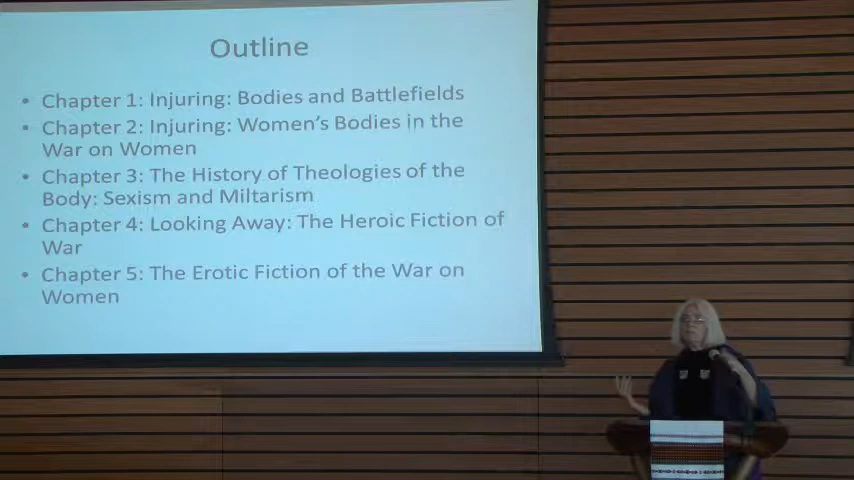 Outline
• Chapter 1: Injuring: Bodies and Battlefields
• Chapter 2: Injuring: Women's Bodies in the
War on Women
• Chapter 3: The History of Theologies of the
Body: Sexism and Miltarism
• Chapter 4: Looking Away: The Heroic Fiction of
War
• Chapter 5: The Erotic Fiction of the War on
Women